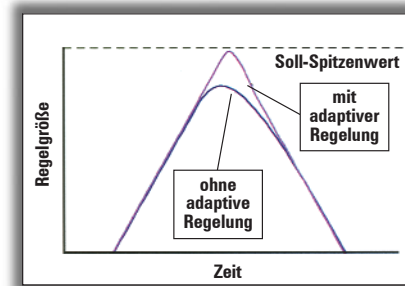 Soll-Spitzenwert
mit
adaptiver
Regelung
ohne
adaptive
Regelung
Regelgröße
Zeit